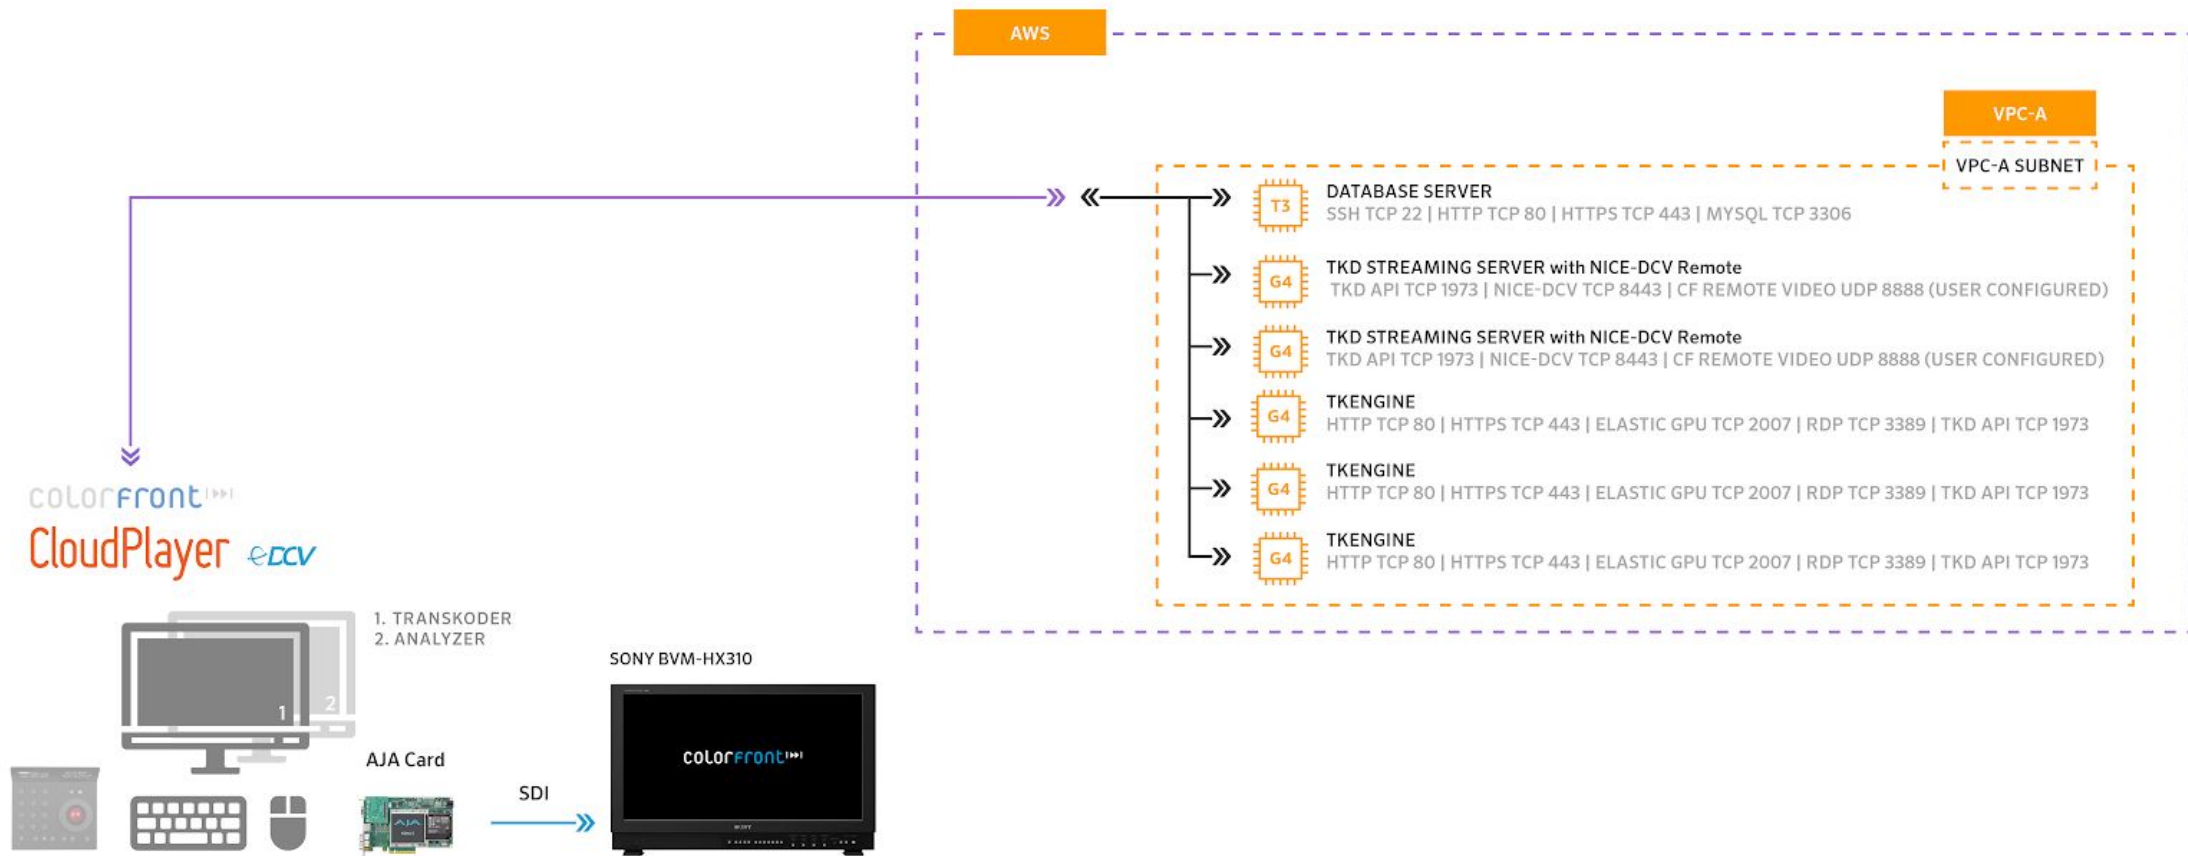 AWS
VPC-A
VPC-A SUBNET
T3
DATABASE SERVER
SSH TCP 22 | HTTP TCP 80 | HTTPS TCP 443 | MYSQL TCP 3306
G4
TKD STREAMING SERVER with NICE-DCV Remote
TKD API TCP 1973 | NICE-DCV TCP 8443 | CF REMOTE VIDEO UDP 8888 (USER CONFIGURED)
G4
TKD STREAMING SERVER with NICE-DCV Remote
TKD API TCP 1973 | NICE-DCV TCP 8443 | CF REMOTE VIDEO UDP 8888 (USER CONFIGURED)
G4
TKENGINE
HTTP TCP 80 | HTTPS TCP 443 | ELASTIC GPU TCP 2007 | RDP TCP 3389 | TKD API TCP 1973
G4
TKENGINE
HTTP TCP 80 | HTTPS TCP 443 | ELASTIC GPU TCP 2007 | RDP TCP 3389 | TKD API TCP 1973
G4
TKENGINE
HTTP TCP 80 | HTTPS TCP 443 | ELASTIC GPU TCP 2007 | RDP TCP 3389 | TKD API TCP 1973
colorfront
CloudPlayer DCV
1. TRANSKODER
2. ANALYZER
1
2
AJA Card
AJA
SDI
SONY BVM-HX310
colorfront
SONY